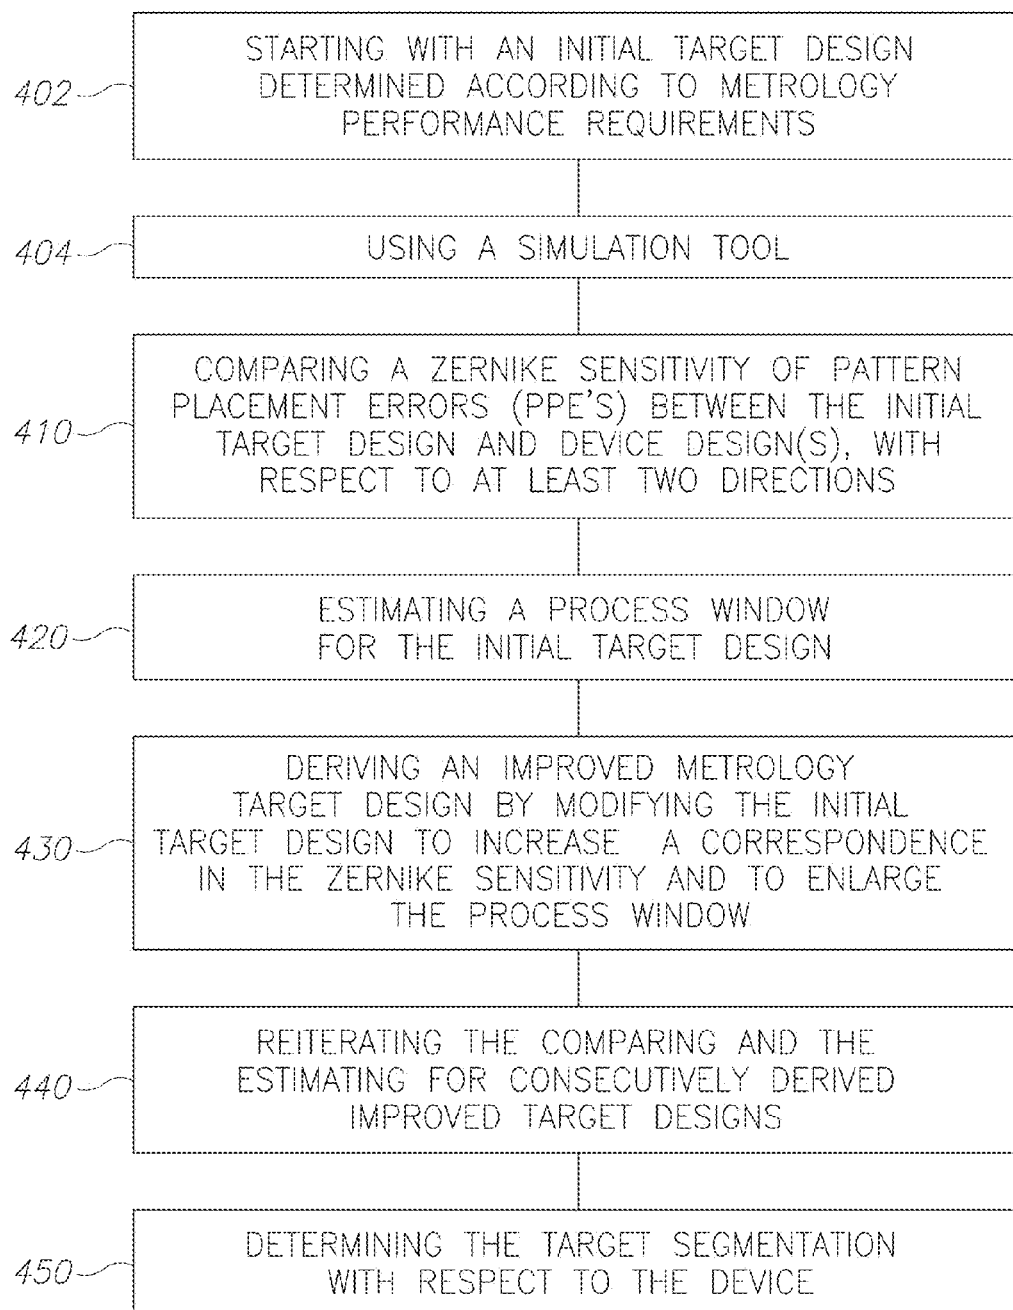 STARTING WITH AN INITIAL TARGET DESIGN
DETERMINED ACCORDING TO METROLOGY
PERFORMANCE REQUIREMENTS
402
USING A SIMULATION TOOL
404
COMPARING A ZERNIKE SENSITIVITY OF PATTERN
PLACEMENT ERRORS (PPE'S) BETWEEN THE INITIAL
TARGET DESIGN AND DEVICE DESIGN(S), WITH
RESPECT TO AT LEAST TWO DIRECTIONS
410
ESTIMATING A PROCESS WINDOW
FOR THE INITIAL TARGET DESIGN
420
DERIVING AN IMPROVED METROLOGY
TARGET DESIGN BY MODIFYING THE INITIAL
TARGET DESIGN TO INCREASE A CORRESPONDENCE
IN THE ZERNIKE SENSITIVITY AND TO ENLARGE
THE PROCESS WINDOW
430
REITERATING THE COMPARING AND THE
ESTIMATING FOR CONSECUTIVELY DERIVED
IMPROVED TARGET DESIGNS
440
DETERMINING THE TARGET SEGMENTATION
WITH RESPECT TO THE DEVICE
450